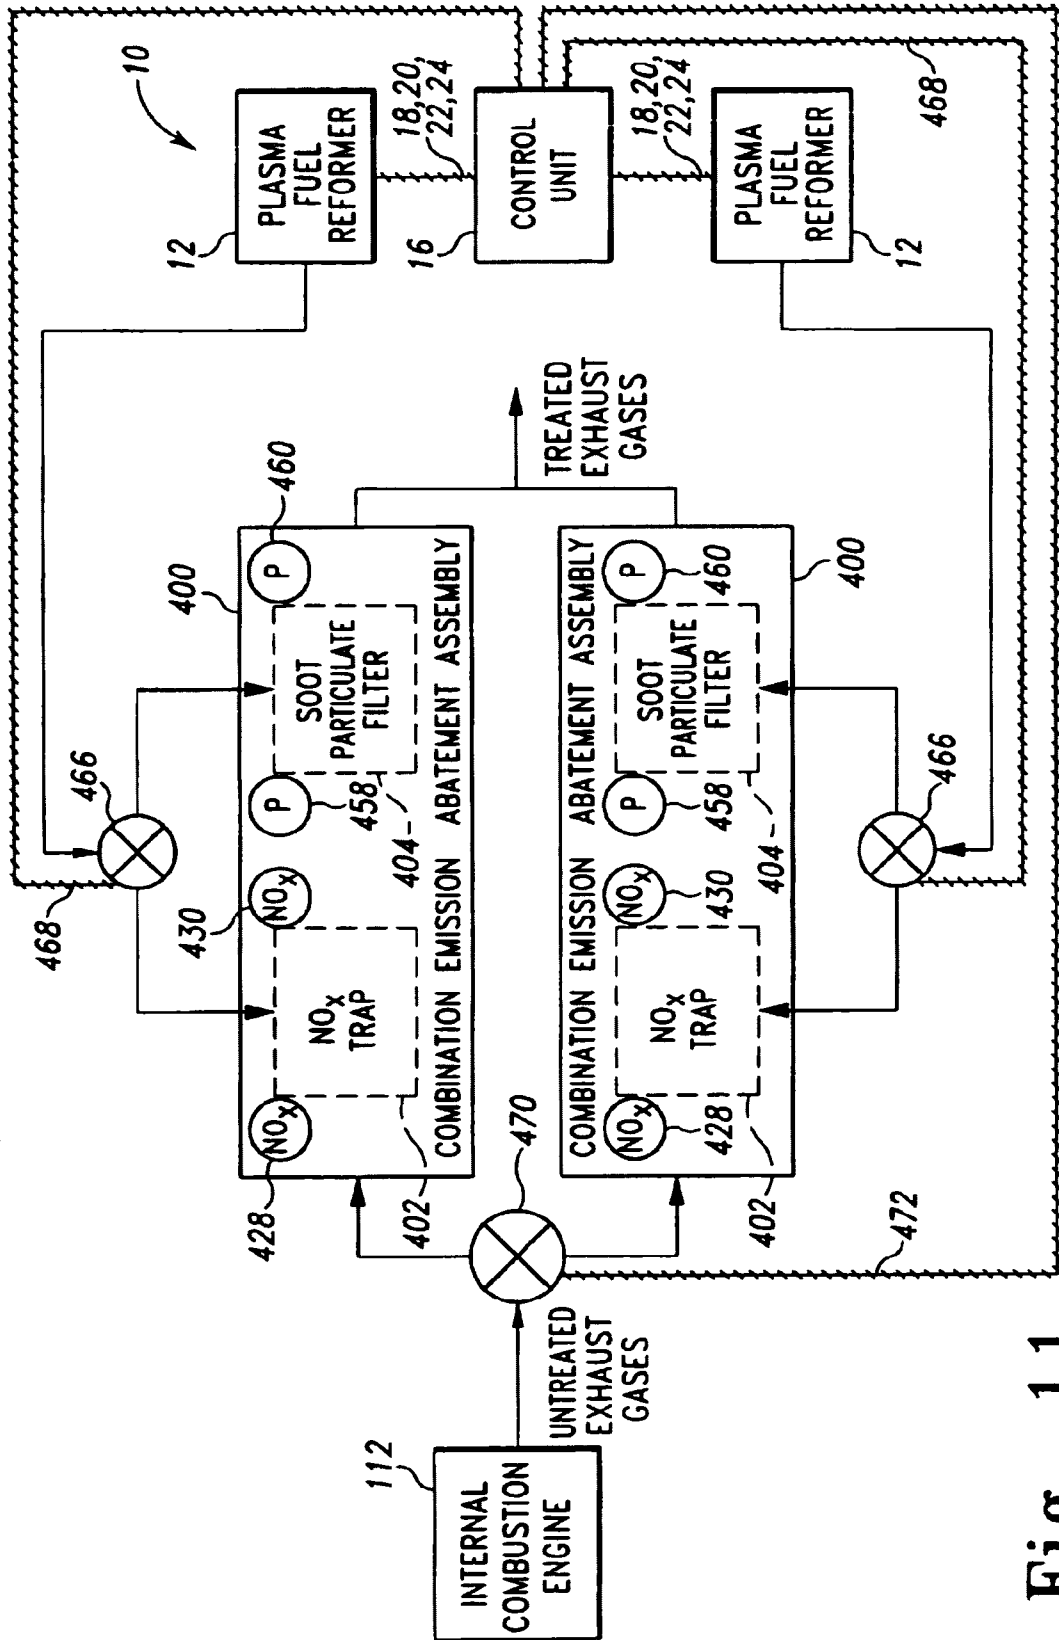 10
468
466
12
PLASMA
FUEL
REFORMER
18,20,
22,24
16
CONTROL
UNIT
18,20,
22,24
PLASMA
FUEL
REFORMER
12
468
400
428
NOX
NOX
TRAP
402
430
NOX
P
458
SOOT
PARTICULATE
FILTER
404
P
460
COMBINATION EMISSION ABATEMENT ASSEMBLY
TREATED
EXHAUST
GASES
112
INTERNAL
COMBUSTION
ENGINE
UNTREATED
EXHAUST
GASES
470
COMBINATION EMISSION ABATEMENT ASSEMBLY
NOX
428
NOX
TRAP
402
NOX
430
P
458
SOOT
PARTICULATE
FILTER
404
P
460
400
466
472
Fig. 11